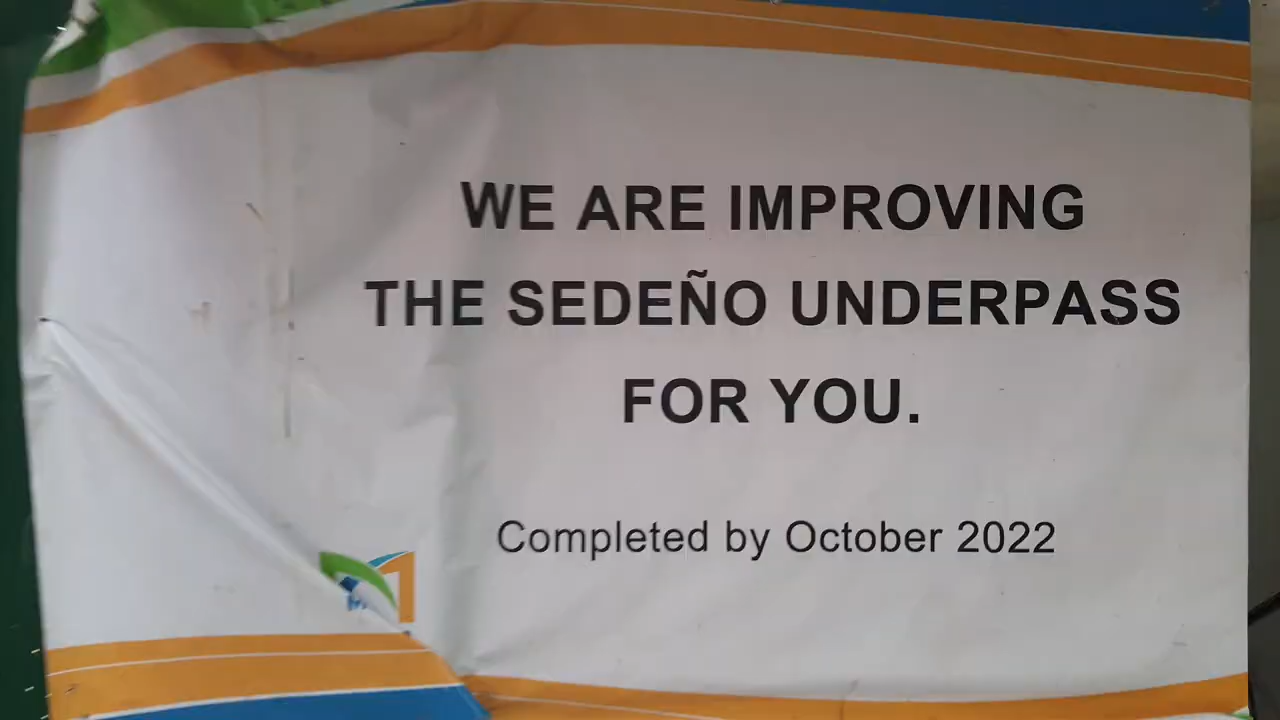 WE ARE IMPROVING
THE SEDEÑO UNDERPASS
FOR YOU.
Completed by October 2022